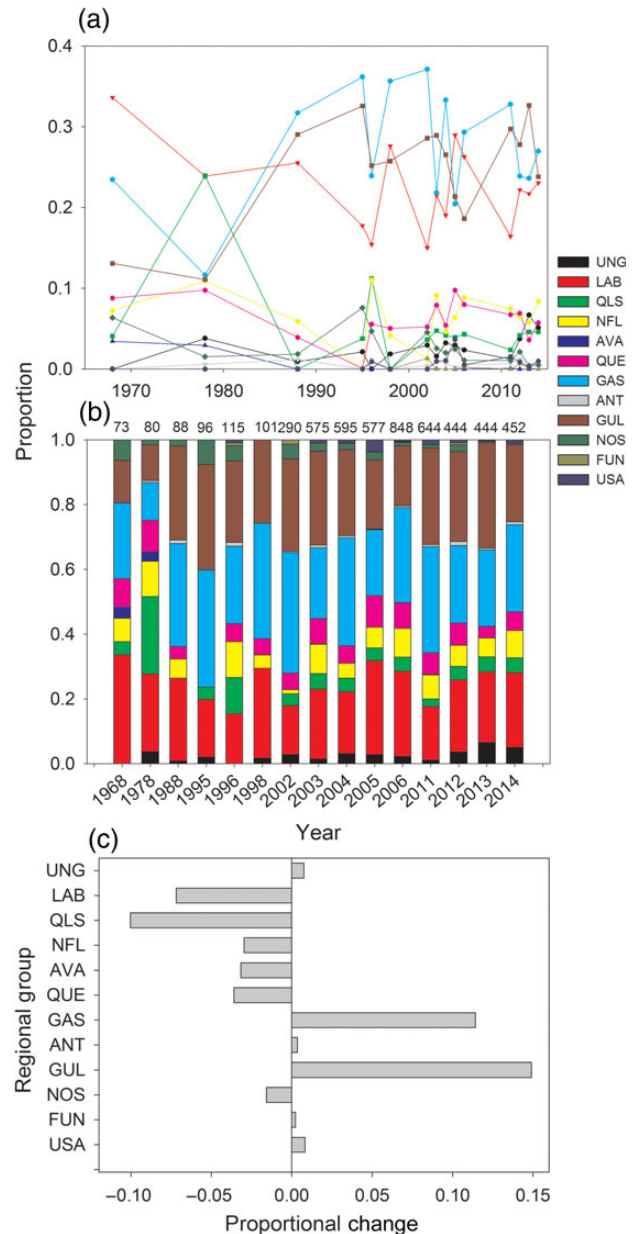 (a)
0.4
0.3
0.2
0.1
0.0
1970 1980 1990 2000 2010
Proportion
UNG
LAB
QLS
NFL
AVA
QUE
GAS
ANT
GUL
NOS
FUN
USA
(b)
73 80 88 96 115 101 290 575 595 577 848 644 444 444 452
1.0
0.8
0.6
0.4
0.2
0.0
1968 1978 1988 1995 1996 1998 2002 2003 2004 2005 2006 2011 2012 2013 2014
Year
(c)
Regional group
UNG
LAB
QLS
NFL
AVA
QUE
GAS
ANT
GUL
NOS
FUN
USA
–0.10 –0.05 0.00 0.05 0.10 0.15
Proportional change